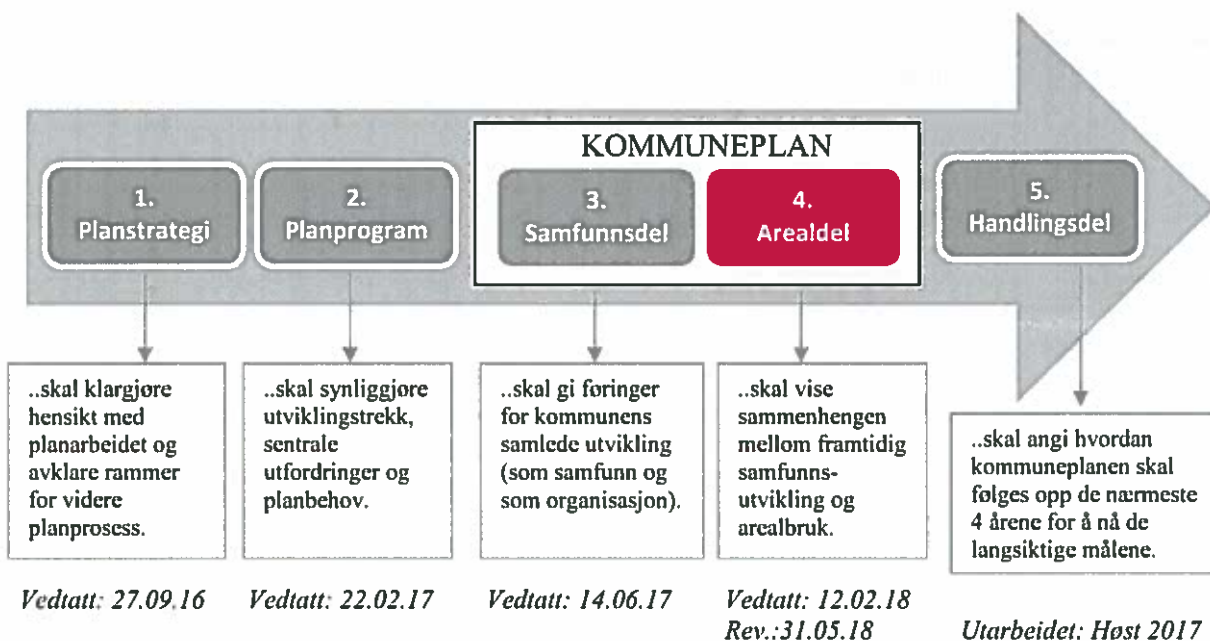 KOMMUNEPLAN
1.
Planstrategi
2.
Planprogram
3.
Samfunnsdel
4.
Arealdel
5.
Handlingsdel
..skal klargjøre
hensikt med
planarbeidet og
avklare rammer
for videre
planprosess.
..skal synliggjøre
utviklingstrekk,
sentrale
utfordringer og
planbehov.
..skal gi føringer
for kommunens
samlede utvikling
(som samfunn og
som organisasjon).
..skal vise
sammenhengen
mellom framtidig
samfunns-
utvikling og
arealbruk.
..skal angi hvordan
kommuneplanen skal
følges opp de nærmeste
4 årene for å nå de
langsiktige målene.
Vedtatt: 27.09.16
Vedtatt: 22.02.17
Vedtatt: 14.06.17
Vedtatt: 12.02.18
Rev.:31.05.18
Utarbeidet: Høst 2017